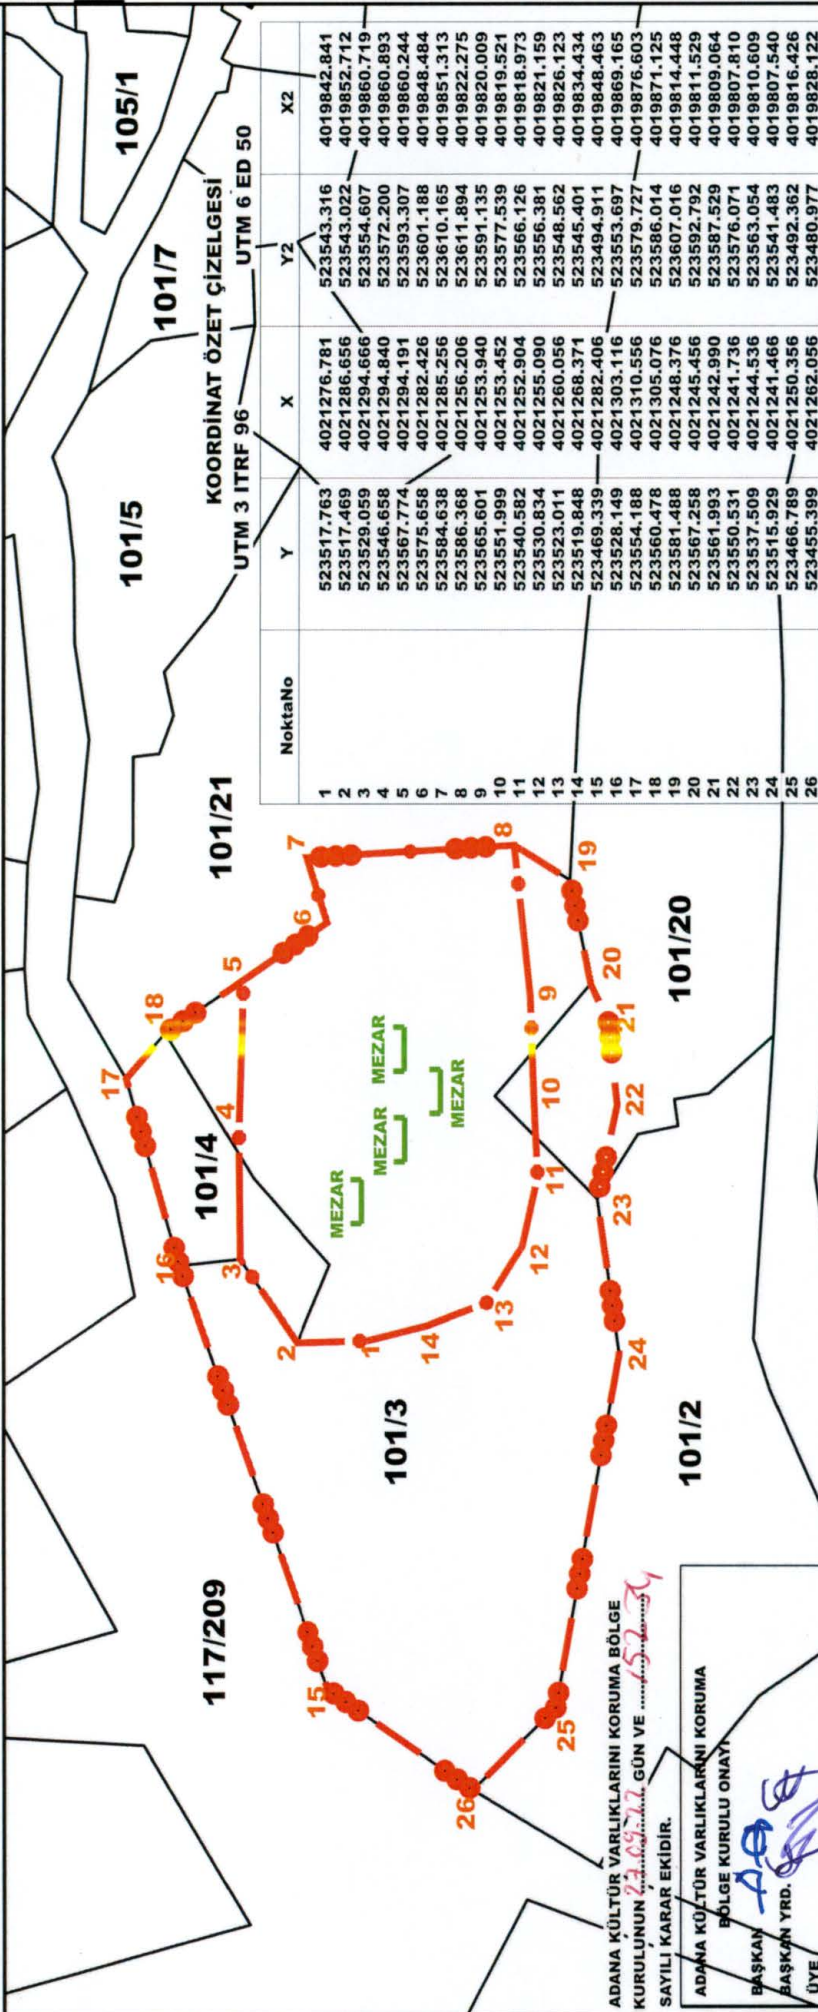 105/1
101/7
101/5
101/21
KOORDİNAT ÖZET ÇİZELGESİ
UTM 3 ITRF 96 UTM 6 ED 50
NoktaNo Y X Y2 X2
1 523517.763 4021276.781 523543.316 4019842.841
2 523517.469 4021286.656 523543.022 4019852.712
3 523529.059 4021294.666 523554.607 4019860.719
4 523546.658 4021294.840 523572.200 4019860.893
5 523567.774 4021294.191 523593.307 4019860.244
6 523575.658 4021282.426 523601.188 4019848.484
7 523584.638 4021285.256 523610.165 4019851.313
8 523586.368 4021256.206 523611.894 4019822.275
9 523565.601 4021253.940 523591.135 4019820.009
10 523551.999 4021253.452 523577.539 4019819.521
11 523540.582 4021252.904 523566.126 4019818.973
12 523530.834 4021255.090 523556.381 4019821.159
13 523523.011 4021260.056 523548.562 4019826.123
14 523519.848 4021268.371 523545.401 4019834.434
15 523469.339 4021282.406 523494.911 4019848.463
16 523528.149 4021303.116 523553.697 4019869.165
17 523554.188 4021310.556 523579.727 4019876.603
18 523560.478 4021305.076 523586.014 4019871.125
19 523581.488 4021248.376 523607.016 4019814.448
20 523567.258 4021245.456 523592.792 4019811.529
21 523561.993 4021242.990 523587.529 4019809.064
22 523550.531 4021241.736 523576.071 4019807.810
23 523537.509 4021244.536 523563.054 4019810.609
24 523515.929 4021241.466 523541.483 4019807.540
25 523466.789 4021250.356 523492.362 4019816.426
26 523455.399 4021262.056 523480.977 4019828.122
117/209
101/4
101/3
101/20
101/2
17
18
16
5
4
3
7
6
2
1
14
13
12
11
10
9
8
19
20
21
22
23
24
15
26
25
MEZAR
MEZAR
MEZAR
MEZAR
ADANA KÜLTÜR VARLIKLARINI KORUMA BÖLGE
KURULUNUN 27.09.22 GÜN VE 15234
SAYILI KARAR EKİDİR.
ADANA KÜLTÜR VARLIKLARINI KORUMA
BÖLGE KURULU ONAYI
BAŞKAN
BAŞKAN YRD.
ÜYE